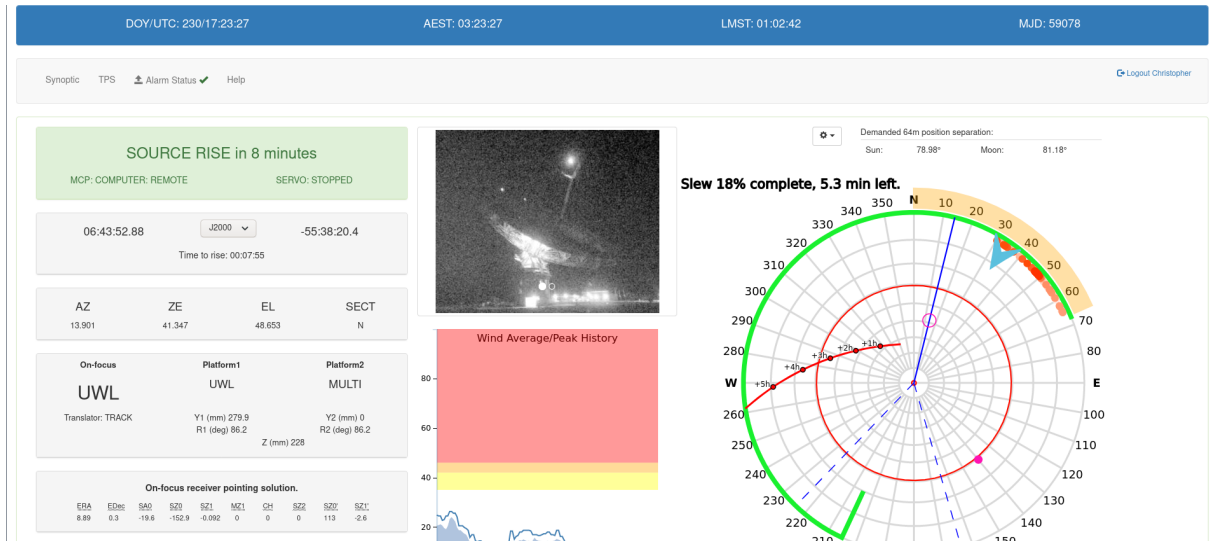 DOY/UTC: 230/17:23:27 AEST: 03:23:27 LMST: 01:02:42 MJD: 59078
Synoptic TPS Alarm Status Help Logout Christopher
SOURCE RISE in 8 minutes
MCP: COMPUTER: REMOTE SERVO: STOPPED
06:43:52.88 J2000 -55:38:20.4
Time to rise: 00:07:55
AZ ZE EL SECT
13.901 41.347 48.653 N
On-focus Platform1 Platform2
UWL UWL MULTI
Translator: TRACK Y1 (mm) 279.9 Y2 (mm) 0
R1 (deg) 86.2 R2 (deg) 86.2
Z (mm) 228
On-focus receiver pointing solution.
ERA EDec SA0 SZ0 SZ1 MZ1 CH SZ2 SZ0' SZ1'
8.89 0.3 -19.6 -152.9 -0.092 0 0 0 113 -2.6
Wind Average/Peak History
80
60
40
20
Demanded 64m position separation:
Sun: 78.98° Moon: 81.18°
Slew 18% complete, 5.3 min left.
N
10
20
30
40
50
60
70
80
E
100
110
120
130
140
150
210
220
230
240
250
260
W
280
290
300
310
320
330
340
350
+1h
+2h
+3h
+4h
+5h